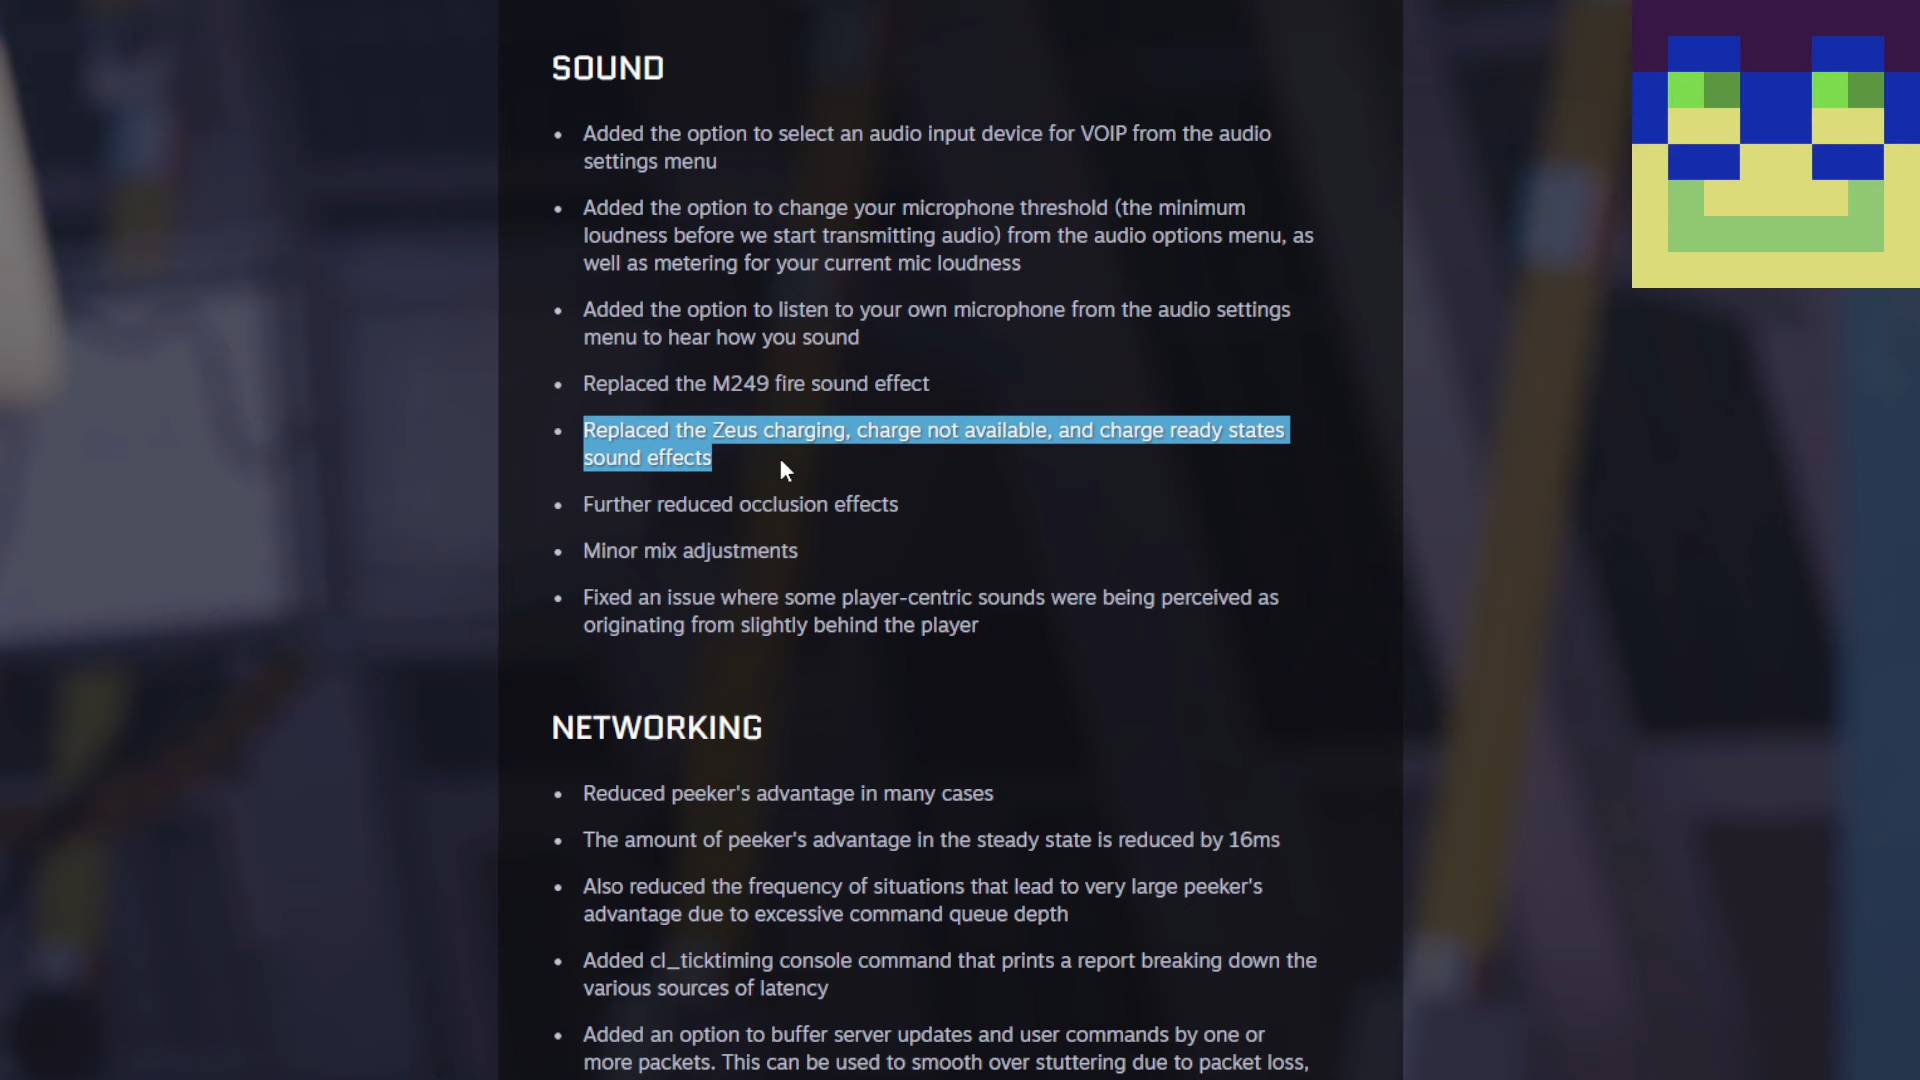 SOUND
• Added the option to select an audio input device for VOIP from the audio
settings menu
• Added the option to change your microphone threshold (the minimum
loudness before we start transmitting audio) from the audio options menu, as
well as metering for your current mic loudness
• Added the option to listen to your own microphone from the audio settings
menu to hear how you sound
• Replaced the M249 fire sound effect
• Replaced the Zeus charging, charge not available, and charge ready states
sound effects
• Further reduced occlusion effects
• Minor mix adjustments
• Fixed an issue where some player-centric sounds were being perceived as
originating from slightly behind the player
NETWORKING
• Reduced peeker's advantage in many cases
• The amount of peeker's advantage in the steady state is reduced by 16ms
• Also reduced the frequency of situations that lead to very large peeker's
advantage due to excessive command queue depth
• Added cl_ticktiming console command that prints a report breaking down the
various sources of latency
• Added an option to buffer server updates and user commands by one or
more packets. This can be used to smooth over stuttering due to packet loss,